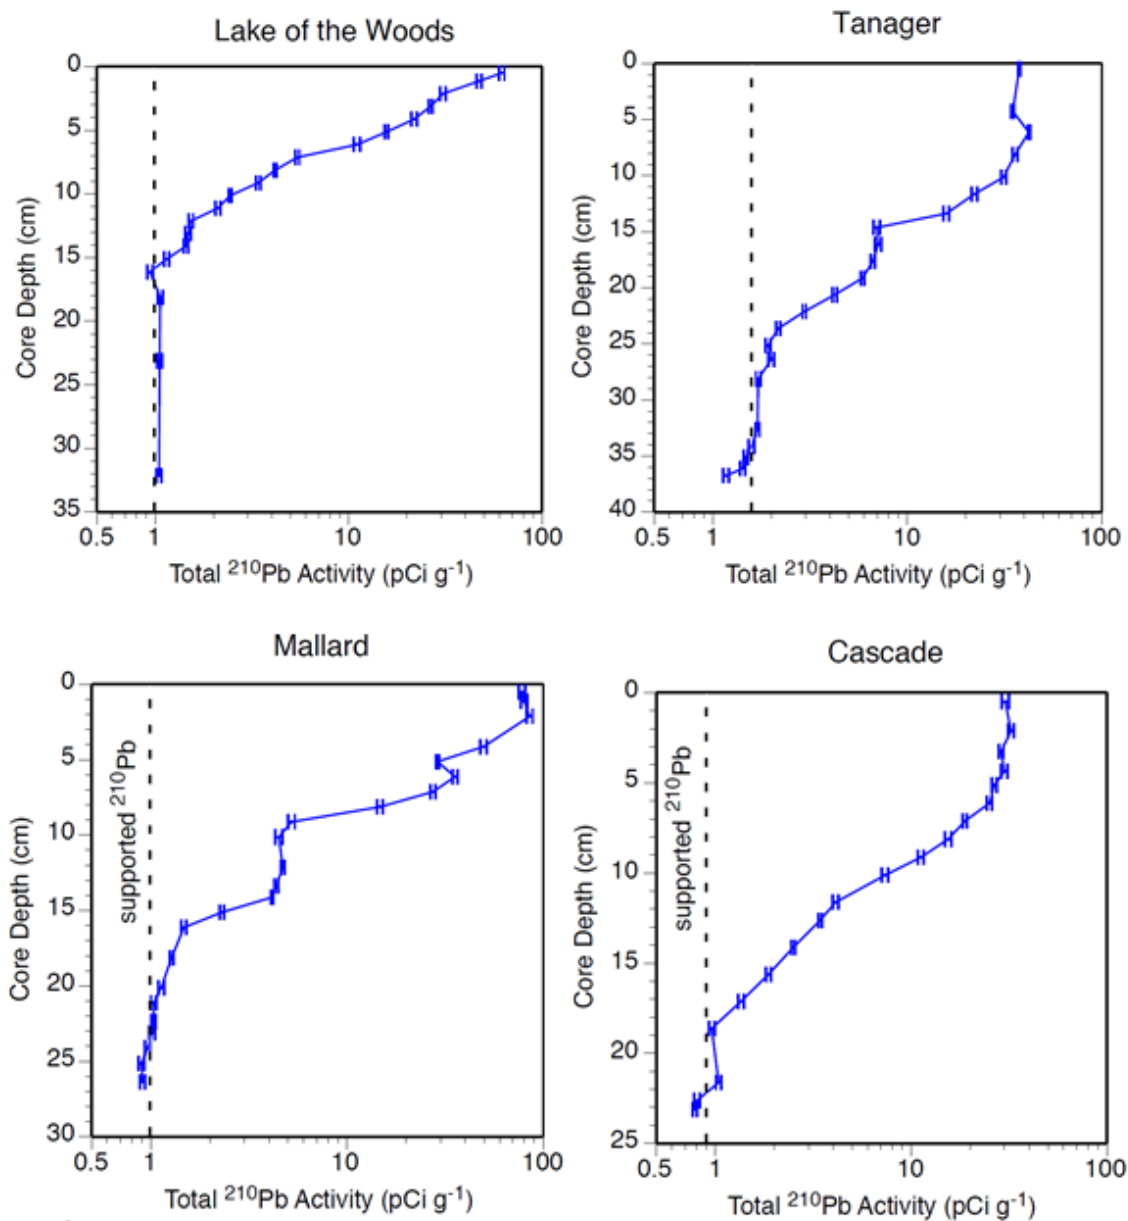 Lake of the Woods
0
5
10
15
20
25
30
35
Core Depth (cm)
0.5 1 10 100
Total ²¹⁰Pb Activity (pCi g⁻¹)
Tanager
0
5
10
15
20
25
30
35
40
Core Depth (cm)
0.5 1 10 100
Total ²¹⁰Pb Activity (pCi g⁻¹)
Mallard
0
5
10
15
20
25
30
Core Depth (cm)
supported ²¹⁰Pb
0.5 1 10 100
Total ²¹⁰Pb Activity (pCi g⁻¹)
Cascade
0
5
10
15
20
25
Core Depth (cm)
supported ²¹⁰Pb
0.5 1 10 100
Total ²¹⁰Pb Activity (pCi g⁻¹)